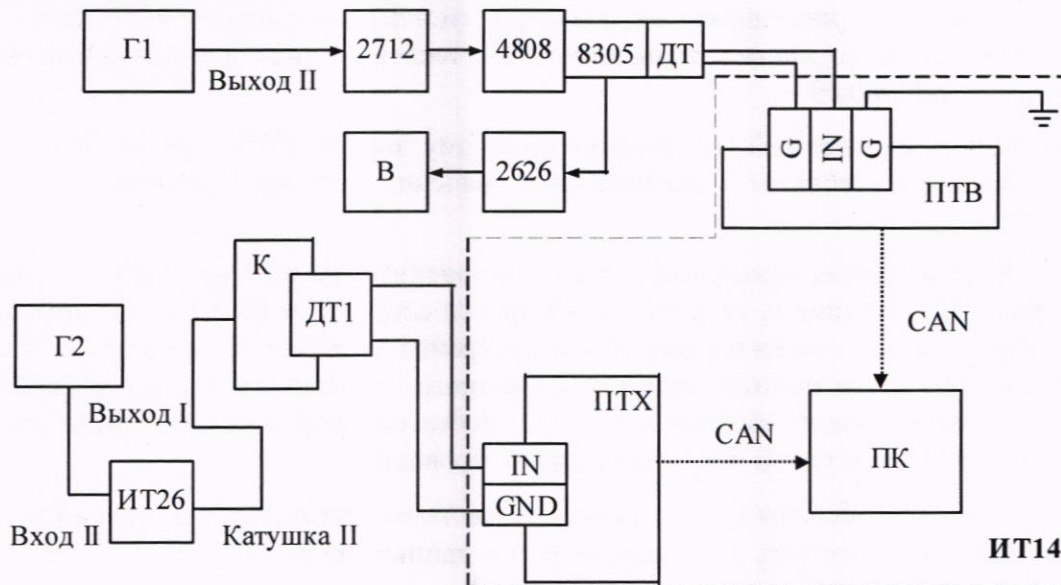 Г1
2712
4808
8305
ДТ
Выход II
В
2626
G
IN
G
ПТВ
К
ДТ1
Г2
CAN
Выход I
ПТХ
CAN
ПК
IN
GND
ИТ26
Вход II
Катушка II
ИТ14